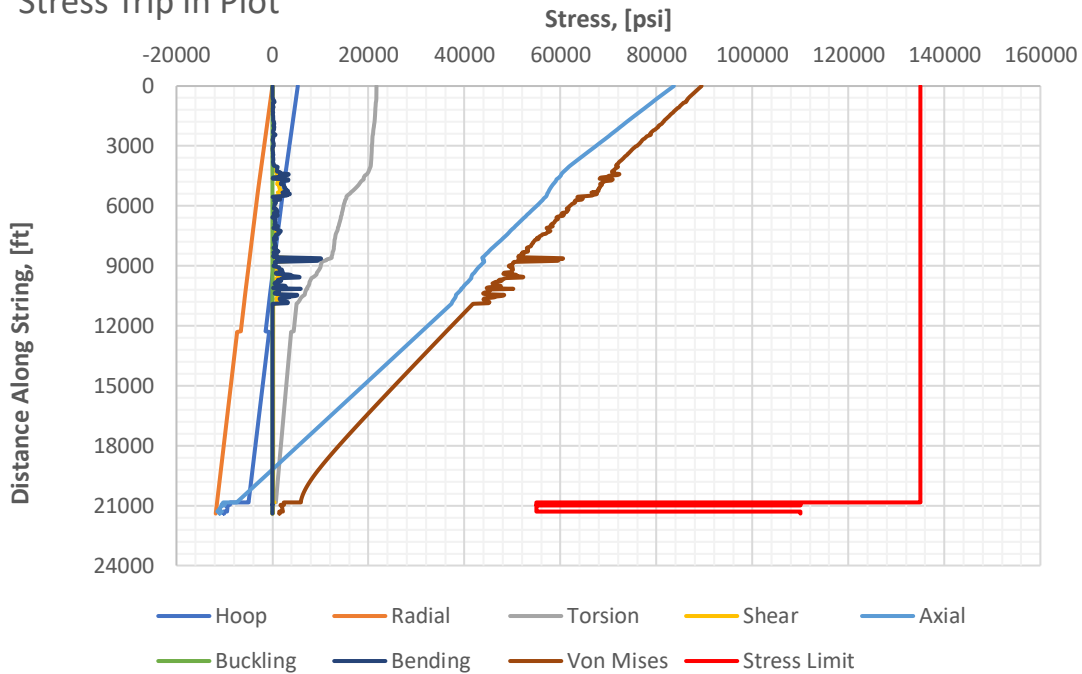 Stress Trip In Plot
Stress, [psi]
-20000 0 20000 40000 60000 80000 100000 120000 140000 160000
0
3000
6000
9000
12000
15000
18000
21000
24000
Distance Along String, [ft]
Hoop Radial Torsion Shear Axial
Buckling Bending Von Mises Stress Limit